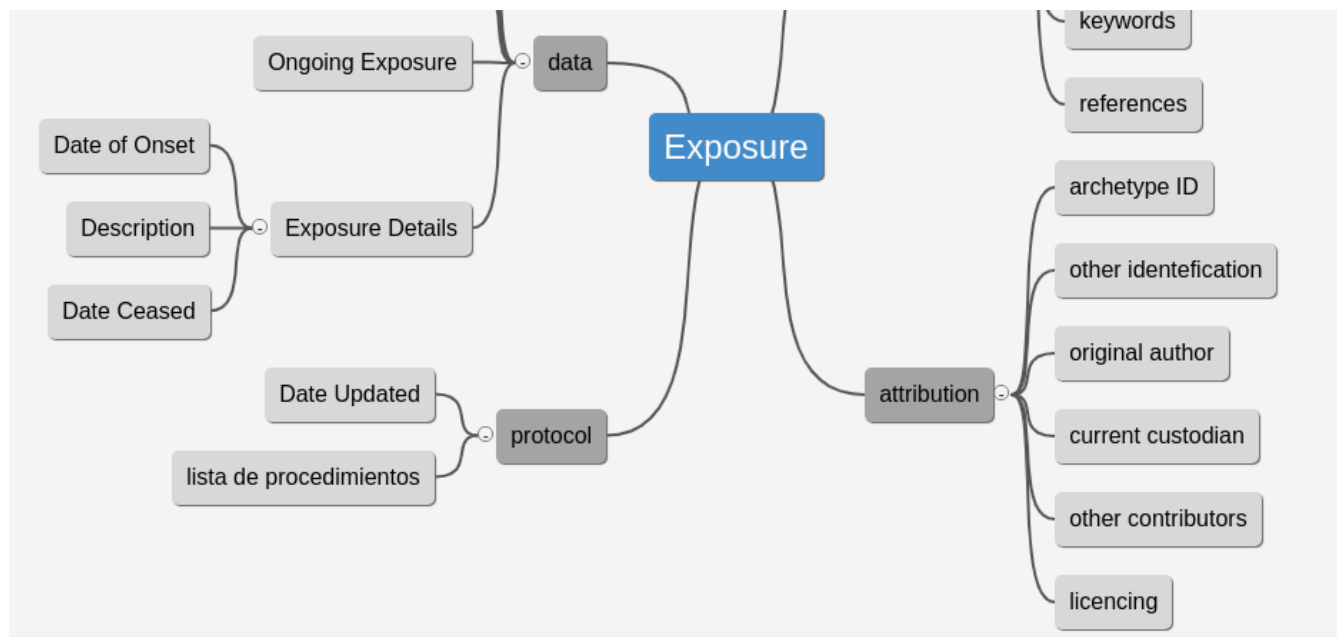 keywords
Ongoing Exposure
data
references
Exposure
Date of Onset
archetype ID
Description
Exposure Details
other identefication
Date Ceased
original author
Date Updated
attribution
protocol
current custodian
lista de procedimientos
other contributors
licencing